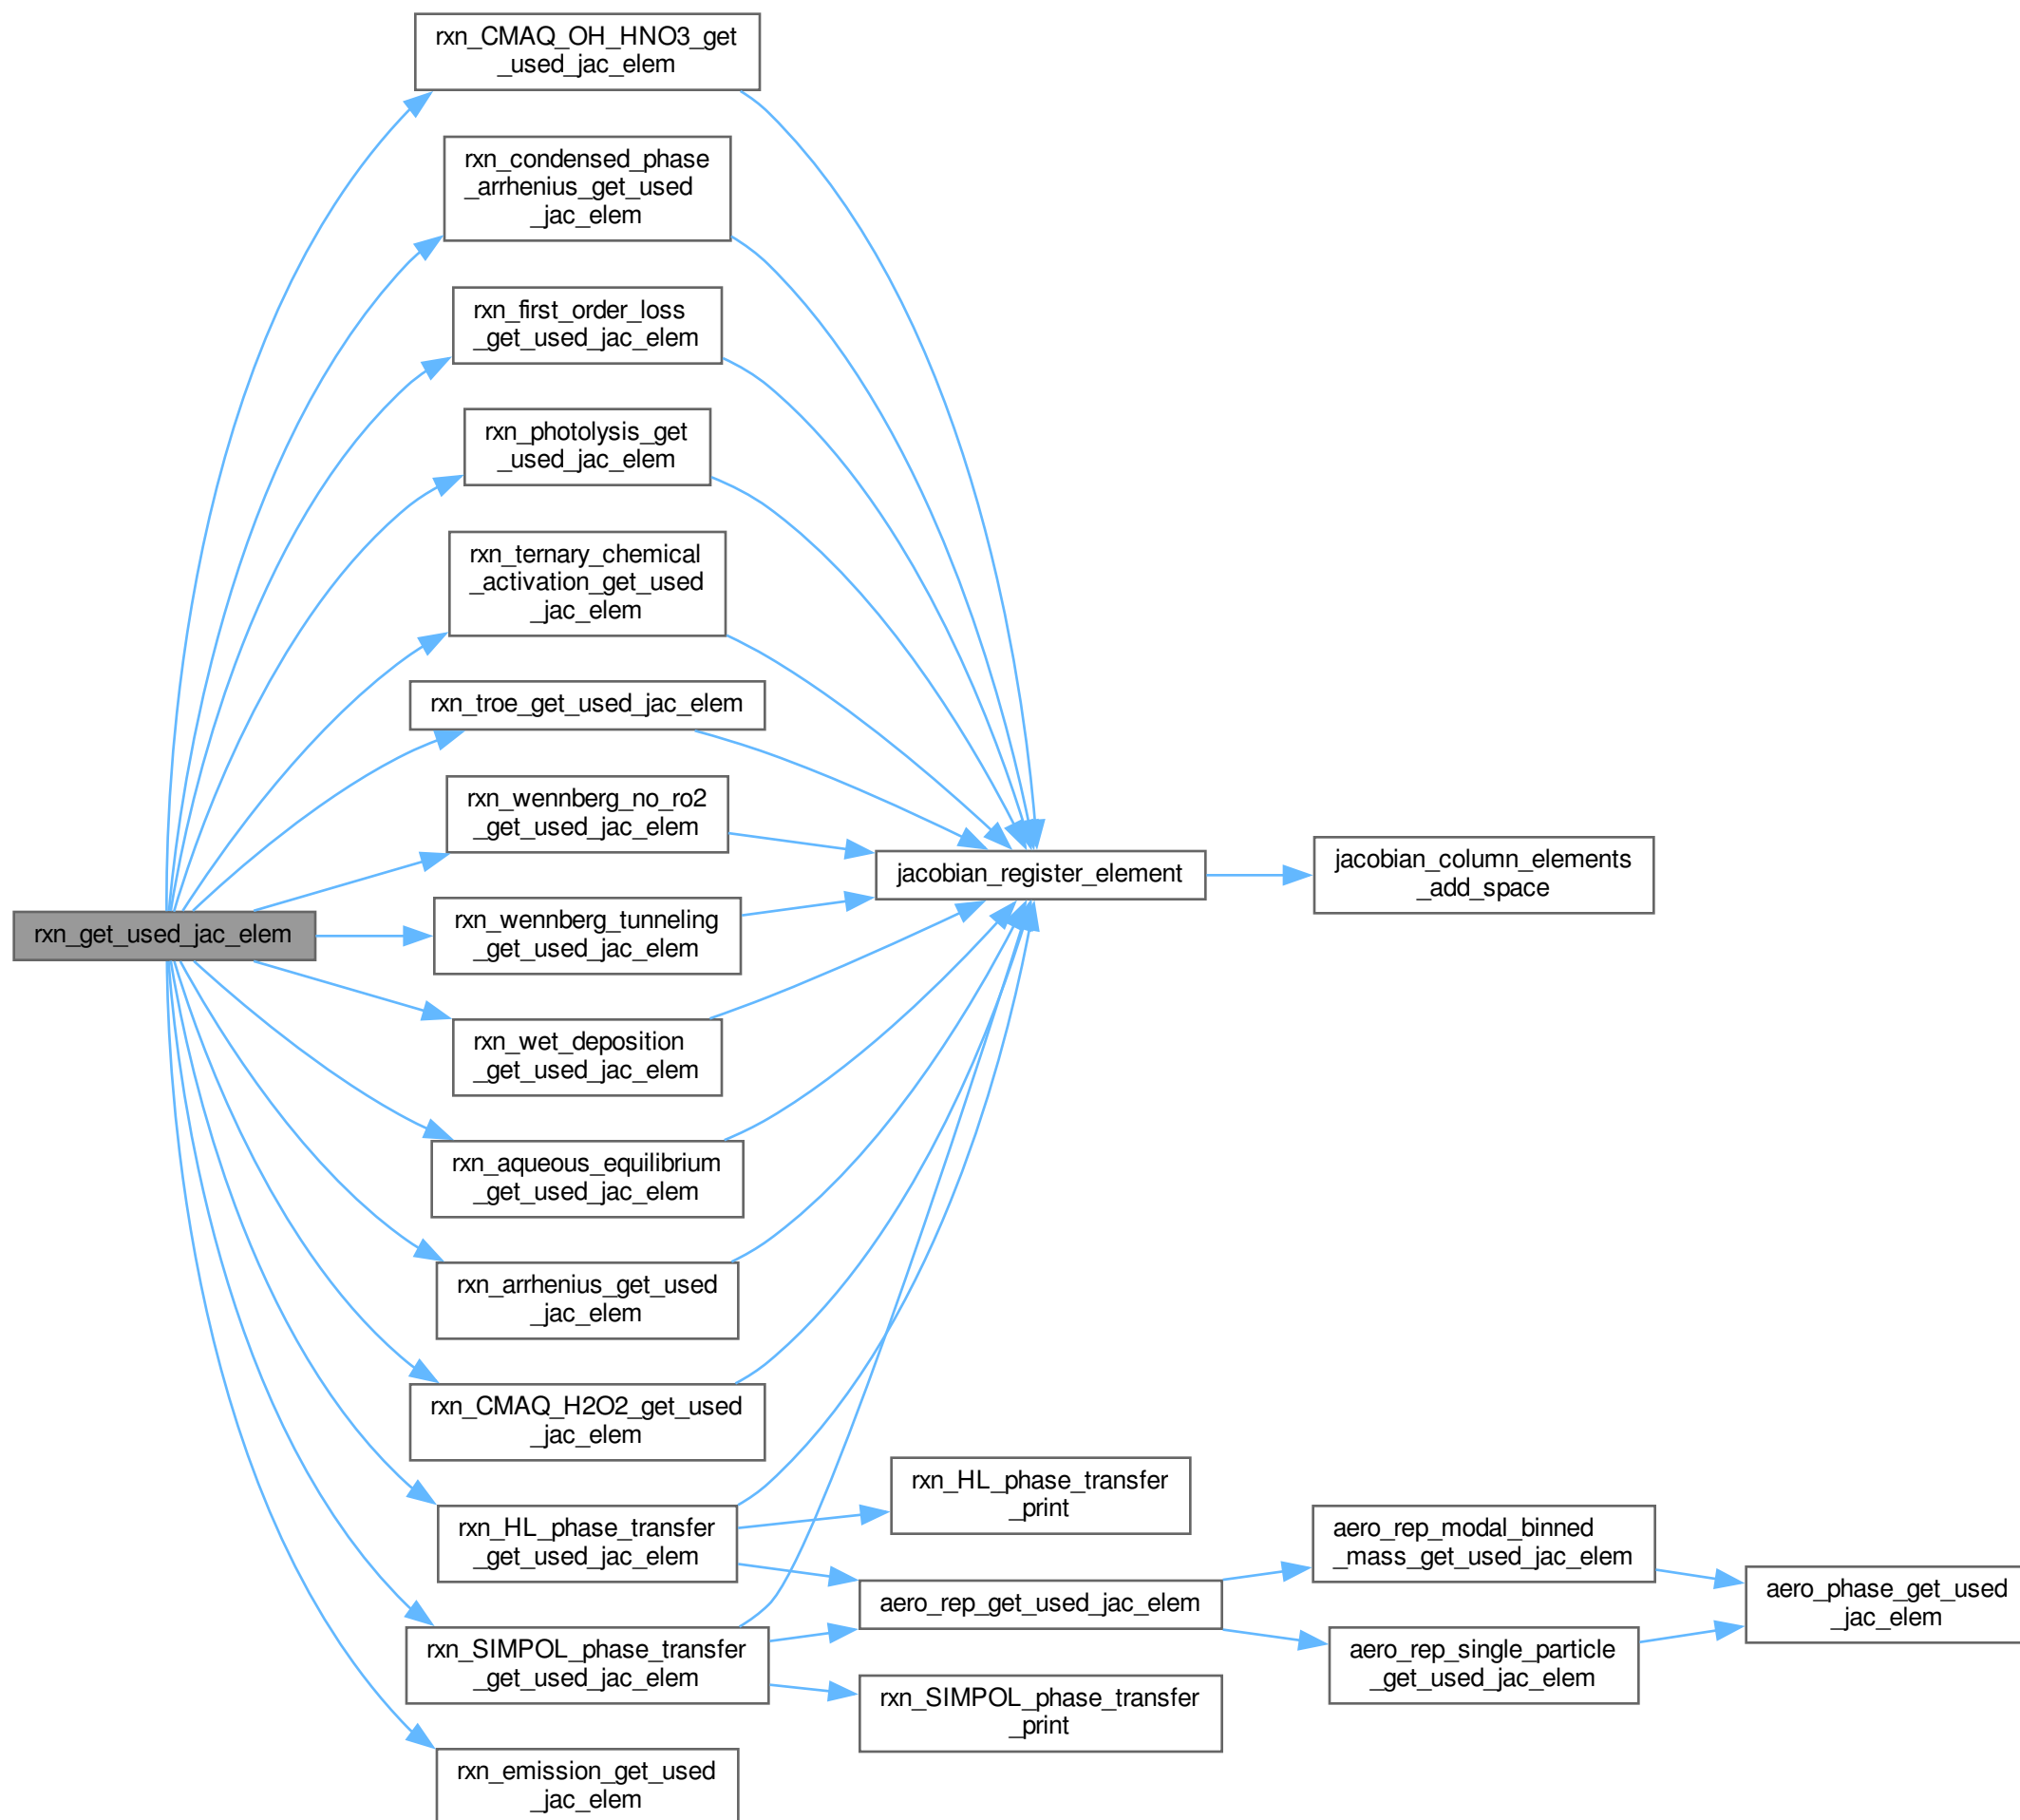 rxn_CMAQ_OH_HNO3_get
_used_jac_elem
rxn_condensed_phase
_arrhenius_get_used
_jac_elem
rxn_first_order_loss
_get_used_jac_elem
rxn_photolysis_get
_used_jac_elem
rxn_ternary_chemical
_activation_get_used
_jac_elem
rxn_troe_get_used_jac_elem
rxn_wennberg_no_ro2
_get_used_jac_elem
rxn_get_used_jac_elem
rxn_wennberg_tunneling
_get_used_jac_elem
rxn_wet_deposition
_get_used_jac_elem
rxn_aqueous_equilibrium
_get_used_jac_elem
rxn_arrhenius_get_used
_jac_elem
rxn_CMAQ_H2O2_get_used
_jac_elem
rxn_HL_phase_transfer
_get_used_jac_elem
rxn_SIMPOL_phase_transfer
_get_used_jac_elem
rxn_emission_get_used
_jac_elem
jacobian_register_element
jacobian_column_elements
_add_space
rxn_HL_phase_transfer
_print
aero_rep_get_used_jac_elem
rxn_SIMPOL_phase_transfer
_print
aero_rep_modal_binned
_mass_get_used_jac_elem
aero_rep_single_particle
_get_used_jac_elem
aero_phase_get_used
_jac_elem